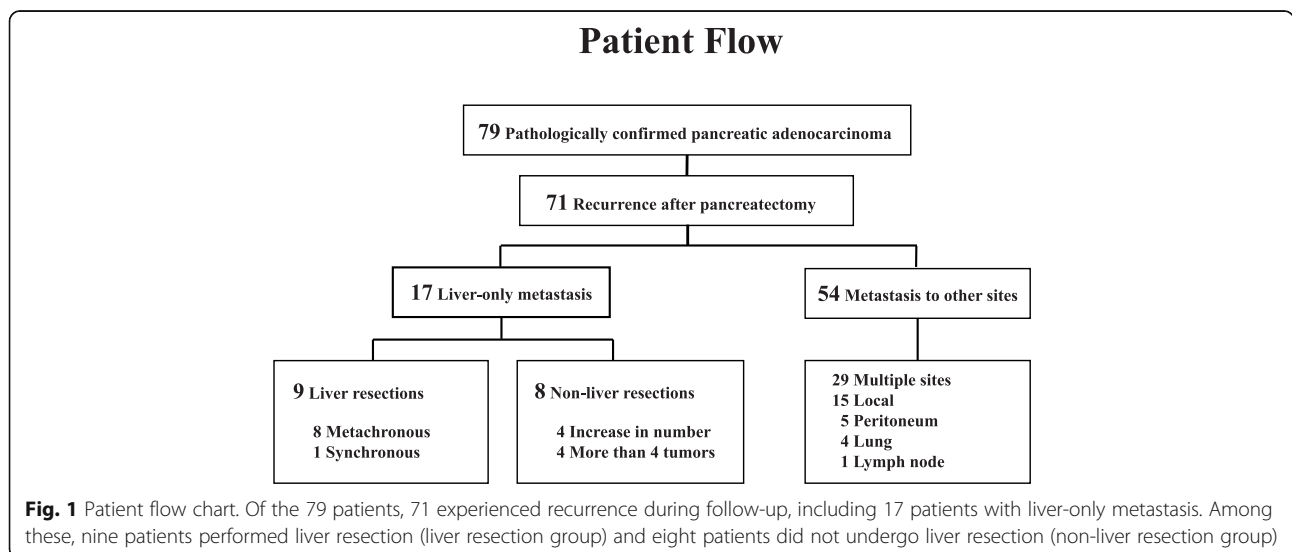 Patient Flow
79 Pathologically confirmed pancreatic adenocarcinoma
71 Recurrence after pancreatectomy
17 Liver-only metastasis
54 Metastasis to other sites
9 Liver resections
8 Metachronous
1 Synchronous
8 Non-liver resections
4 Increase in number
4 More than 4 tumors
29 Multiple sites
15 Local
5 Peritoneum
4 Lung
1 Lymph node
Fig. 1 Patient flow chart. Of the 79 patients, 71 experienced recurrence during follow-up, including 17 patients with liver-only metastasis. Among
these, nine patients performed liver resection (liver resection group) and eight patients did not undergo liver resection (non-liver resection group)